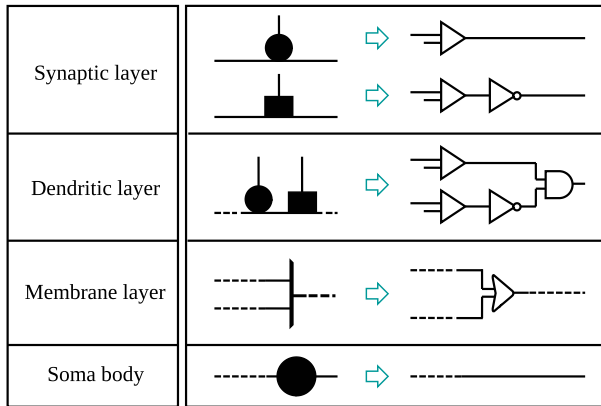 Synaptic layer
Dendritic layer
Membrane layer
Soma body